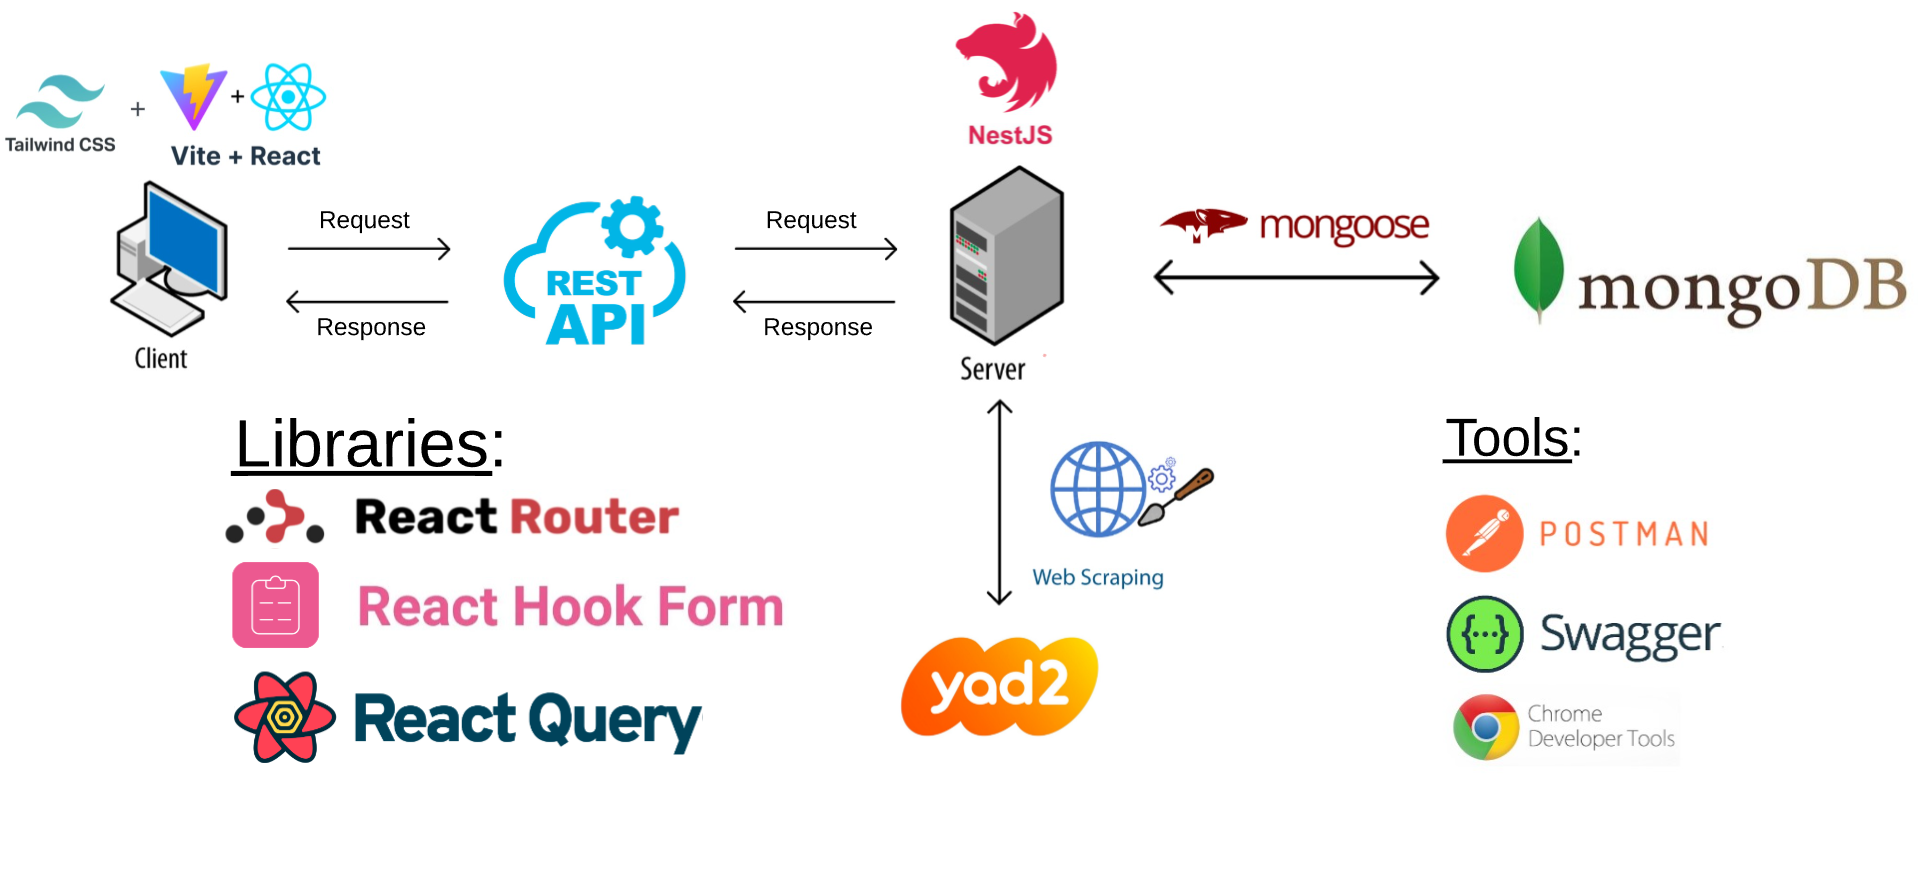 NestJS
Tailwind CSS
+
+
Vite + React
Request
Request
REST
API
Response
Response
Client
Server
M
mongoose
mongoDB
Libraries:
React Router
React Hook Form
React Query
Web Scraping
yad2
Tools:
POSTMAN
{...}
Swagger
Chrome
Developer Tools